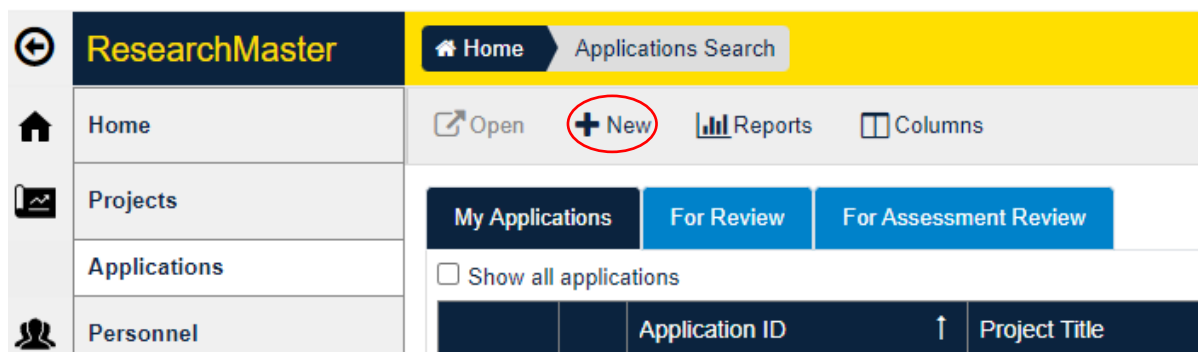 ResearchMaster
Home Applications Search
Home
Open New Reports Columns
Projects
My Applications For Review For Assessment Review
Applications
Show all applications
Personnel
Application ID Project Title